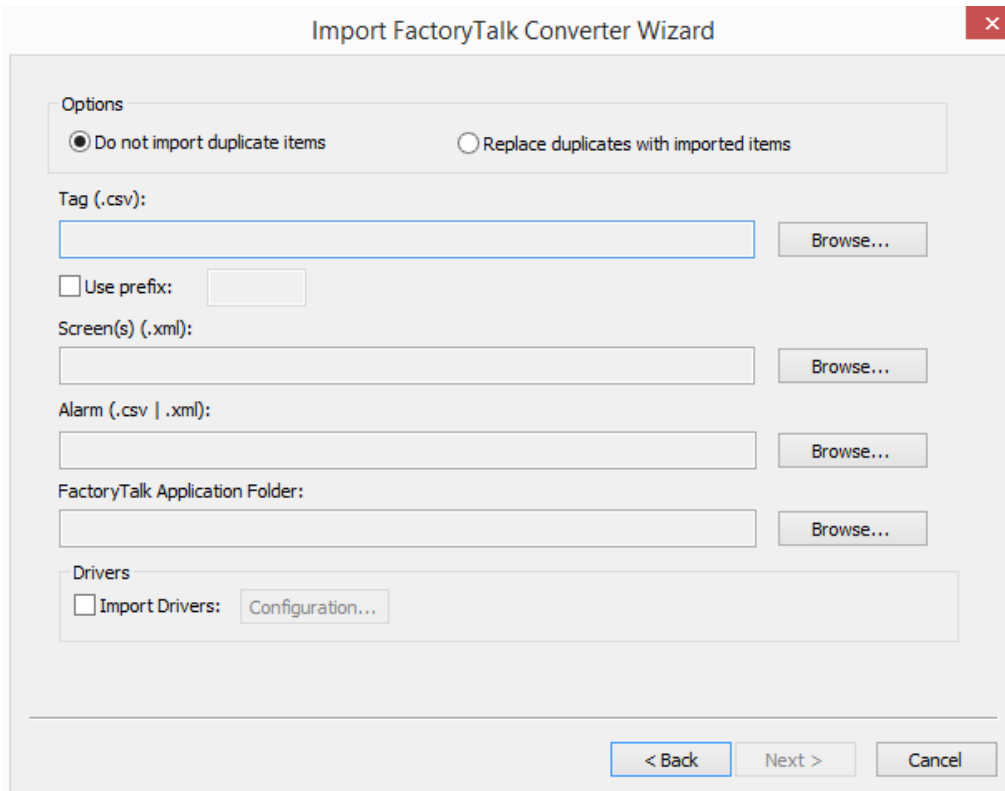 Import FactoryTalk Converter Wizard
Options
Do not import duplicate items
Replace duplicates with imported items
Tag (.csv):
Browse...
Use prefix:
Screen(s) (.xml):
Browse...
Alarm (.csv | .xml):
Browse...
FactoryTalk Application Folder:
Browse...
Drivers
Import Drivers:
Configuration...
< Back
Next >
Cancel